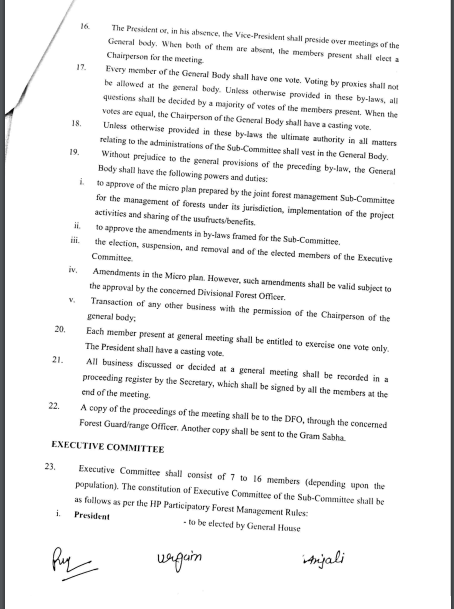 16. The President or, in his absence, the Vice-President shall preside over meetings of the
General body. When both of them are absent, the members present shall elect a
Chairperson for the meeting.
17. Every member of the General Body shall have one vote. Voting by proxies shall not
be allowed at the general body. Unless otherwise provided in these by-laws, all
questions shall be decided by a majority of votes of the members present. When the
votes are equal, the Chairperson of the General Body shall have a casting vote.
18. Unless otherwise provided in these by-laws the ultimate authority in all matters
relating to the administrations of the Sub-Committee shall vest in the General Body.
19. Without prejudice to the general provisions of the preceding by-law, the General
Body shall have the following powers and duties:
i. to approve of the micro plan prepared by the joint forest management Sub-Committee
for the management of forests under its jurisdiction, implementation of the project
activities and sharing of the usufructs/benefits.
ii. to approve the amendments in by-laws framed for the Sub-Committee.
iii. the election, suspension, and removal and of the elected members of the Executive
Committee.
iv. Amendments in the Micro plan. However, such amendments shall be valid subject to
the approval by the concerned Divisional Forest Officer.
v. Transaction of any other business with the permission of the Chairperson of the
general body;
20. Each member present at general meeting shall be entitled to exercise one vote only.
The President shall have a casting vote.
21. All business discussed or decided at a general meeting shall be recorded in a
proceeding register by the Secretary, which shall be signed by all the members at the
end of the meeting.
22. A copy of the proceedings of the meeting shall be to the DFO, through the concerned
Forest Guard/range Officer. Another copy shall be sent to the Gram Sabha.
EXECUTIVE COMMITTEE
23. Executive Committee shall consist of 7 to 16 members (depending upon the
population). The constitution of Executive Committee of the Sub-Committee shall be
as follows as per the HP Participatory Forest Management Rules:
i. President - to be elected by General House
Anjali